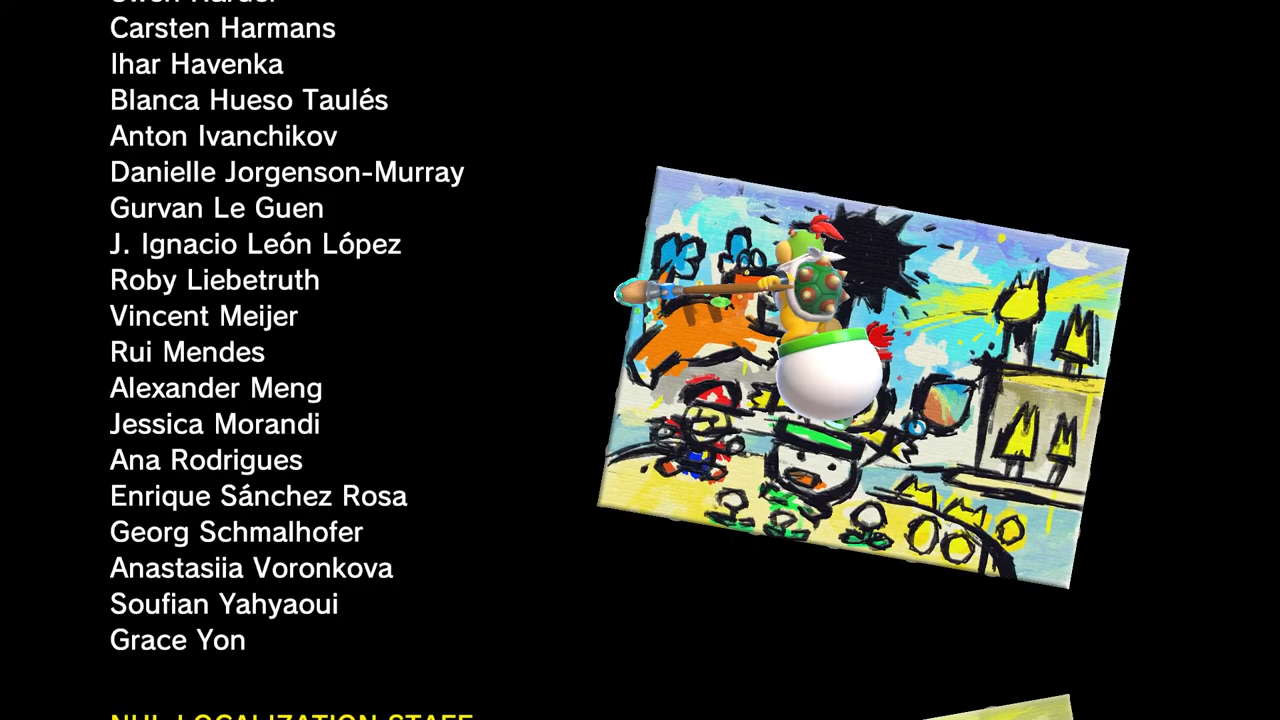 Carsten Harmans
Ihar Havenka
Blanca Hueso Taulés
Anton Ivanchikov
Danielle Jorgenson-Murray
Gurvan Le Guen
J. Ignacio León López
Roby Liebetruth
Vincent Meijer
Rui Mendes
Alexander Meng
Jessica Morandi
Ana Rodrigues
Enrique Sánchez Rosa
Georg Schmalhofer
Anastasiia Voronkova
Soufian Yahyaoui
Grace Yon
LOCALIZATION STAFF